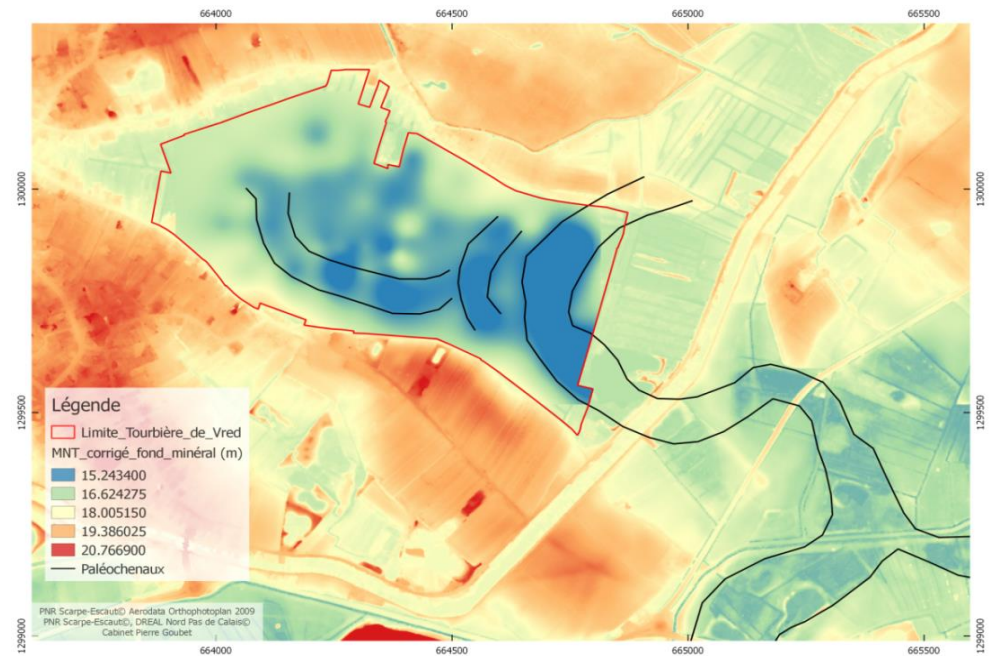 664000 664500 665000 665500
1300000 1300000
1299500 1299500
1299000 1299000
Légende
Limite_Tourbière_de_Vred
MNT_corrigé_fond_minéral (m)
15.243400
16.624275
18.005150
19.386025
20.766900
Paléochenaux
PNR Scarpe-Escaut© Aerodata Orthophotoplan 2009
PNR Scarpe-Escaut©, DREAL Nord Pas de Calais©
Cabinet Pierre Goubet
664000 664500 665000 665500